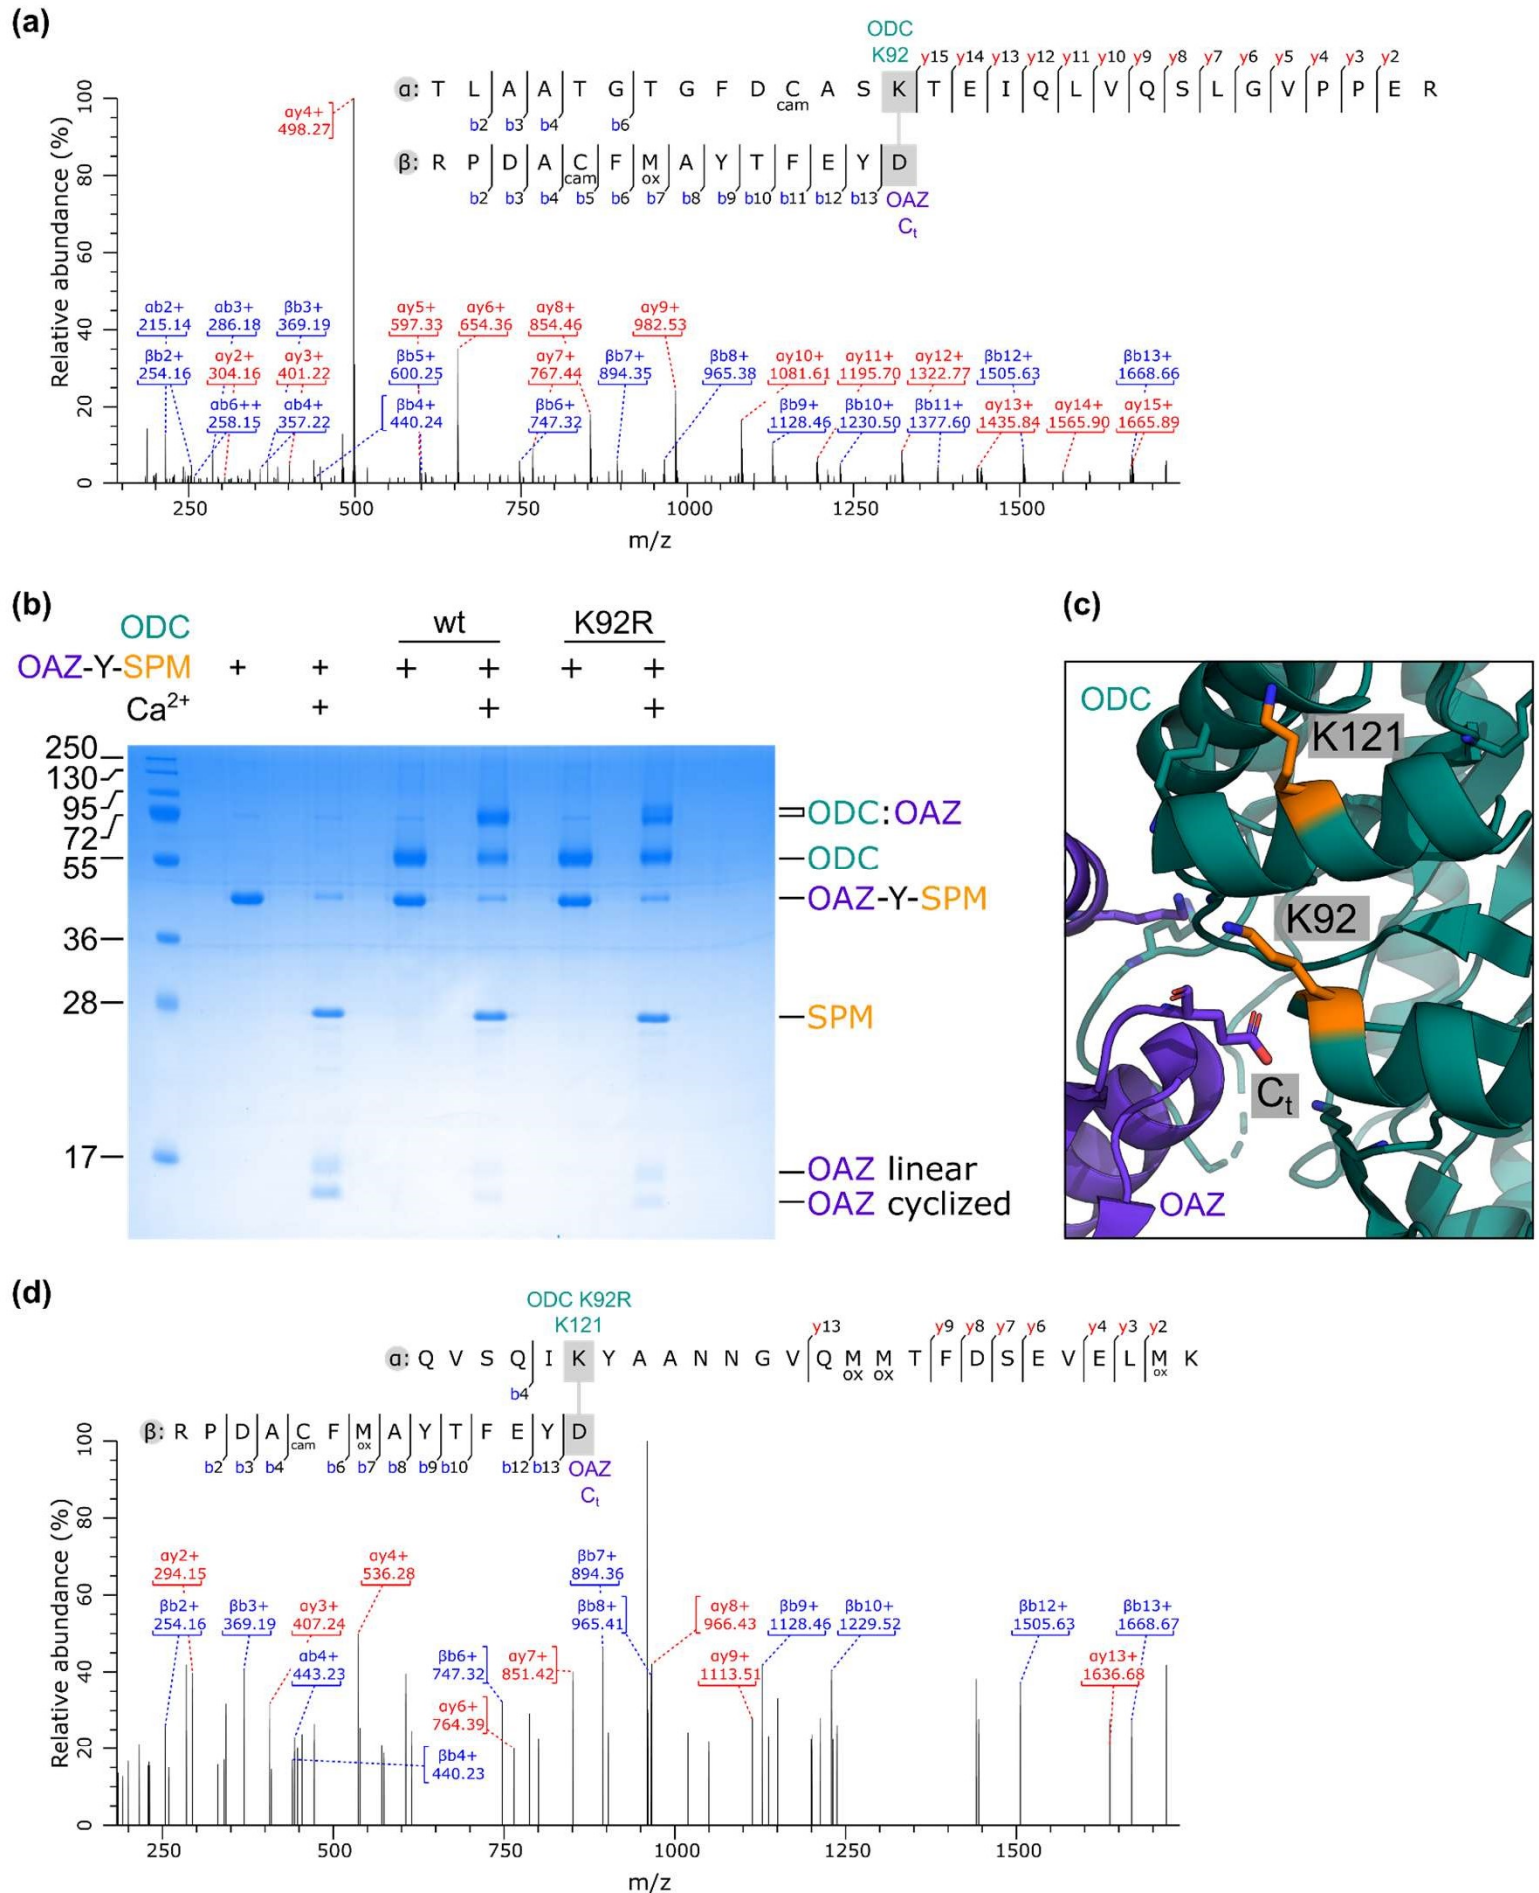 (a)
ODC
K92
y15 y14 y13 y12 y11 y10 y9 y8 y7 y6 y5 y4 y3 y2
α: T L A A T G T G F D C A S K T E I Q L V Q S L G V P P E R
cam
b2 b3 b4 b6
β: R P D A C F M A Y T F E Y D
cam ox
b2 b3 b4 b5 b6 b7 b8 b9 b10 b11 b12 b13
OAZ
Ct
Relative abundance (%)
100
80
60
40
20
0
αy4+
498.27
αb2+ αb3+ βb3+ αy5+ αy6+ αy8+ αy9+
215.14 286.18 369.19 597.33 654.36 854.46 982.53
βb2+ αy2+ αy3+ βb5+ αy7+ βb7+ βb8+ αy10+ αy11+ αy12+ βb12+ βb13+
254.16 304.16 401.22 600.25 767.44 894.35 965.38 1081.61 1195.70 1322.77 1505.63 1668.66
αb6++ αb4+ βb4+ βb6+ βb9+ βb10+ βb11+ αy13+ αy14+ αy15+
258.15 357.22 440.24 747.32 1128.46 1230.50 1377.60 1435.84 1565.90 1665.89
250 500 750 1000 1250 1500
m/z
(b)
ODC wt K92R
OAZ-Y-SPM + + + + + +
Ca2+ + + +
250
130
95
72
55
36
28
17
ODC:OAZ
ODC
OAZ-Y-SPM
SPM
OAZ linear
OAZ cyclized
(c)
ODC
K121
K92
Ct
OAZ
(d)
ODC K92R
K121
y13 y9 y8 y7 y6 y4 y3 y2
α: Q V S Q I K Y A A N N G V Q M M T F D S E V E L M K
ox ox ox
b4
β: R P D A C F M A Y T F E Y D
cam ox
b2 b3 b4 b6 b7 b8 b9 b10 b12 b13
OAZ
Ct
Relative abundance (%)
100
80
60
40
20
0
αy2+ αy4+ βb7+
294.15 536.28 894.36
βb2+ βb3+ αy3+ βb8+ αy8+ βb9+ βb10+ βb12+ βb13+
254.16 369.19 407.24 965.41 966.43 1128.46 1229.52 1505.63 1668.67
αb4+ βb6+ αy7+ αy9+ αy13+
443.23 747.32 851.42 1113.51 1636.68
αy6+
764.39
βb4+
440.23
250 500 750 1000 1250 1500
m/z